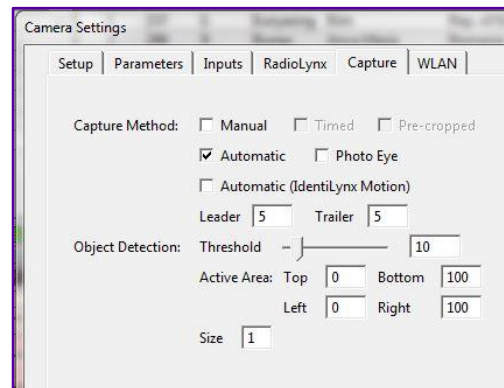 Camera Settings
Setup Parameters Inputs RadioLynx Capture WLAN
Capture Method: Manual Timed Pre-cropped
Automatic Photo Eye
Automatic (IdentiLynx Motion)
Leader 5 Trailer 5
Object Detection: Threshold 10
Active Area: Top 0 Bottom 100
Left 0 Right 100
Size 1